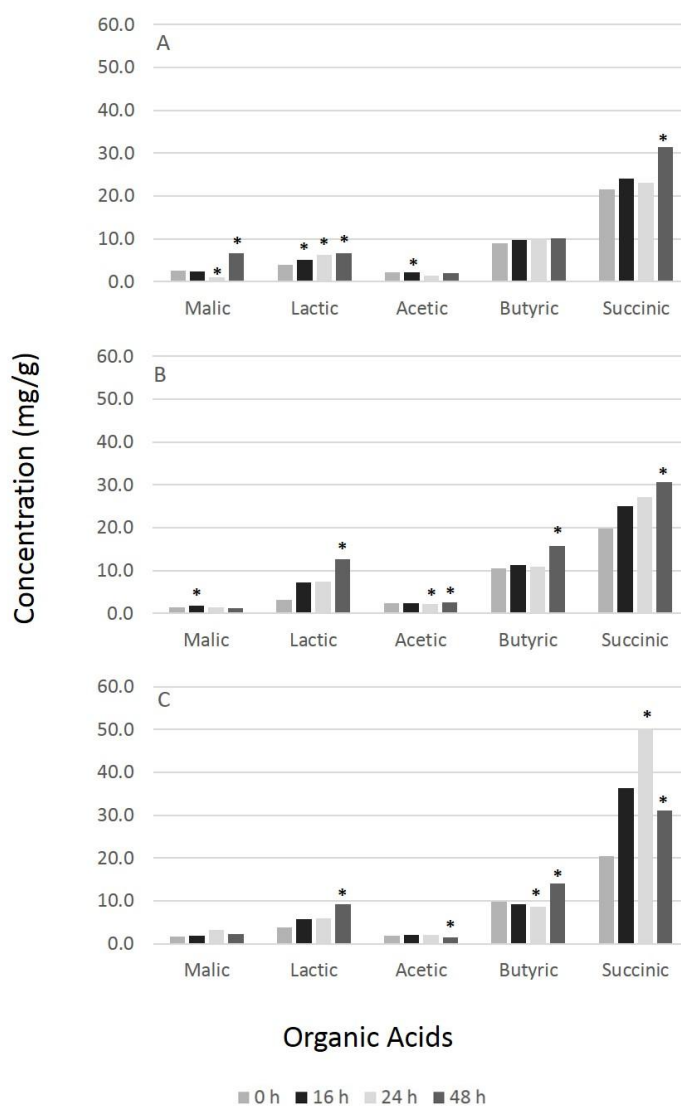 60.0
A
50.0
40.0
30.0
*
20.0
10.0
* * * * * *
0.0
Malic Lactic Acetic Butyric Succinic
Concentration (mg/g)
60.0
B
50.0
40.0
30.0
*
20.0
* *
10.0
* * *
0.0
Malic Lactic Acetic Butyric Succinic
60.0
C
*
50.0
40.0
30.0
*
20.0
10.0
* * * *
0.0
Malic Lactic Acetic Butyric Succinic
Organic Acids
0 h 16 h 24 h 48 h